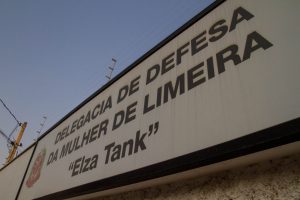 DELEGACIA DE DEFESA
DA MULHER DE LIMEIRA
"Elza Tank"